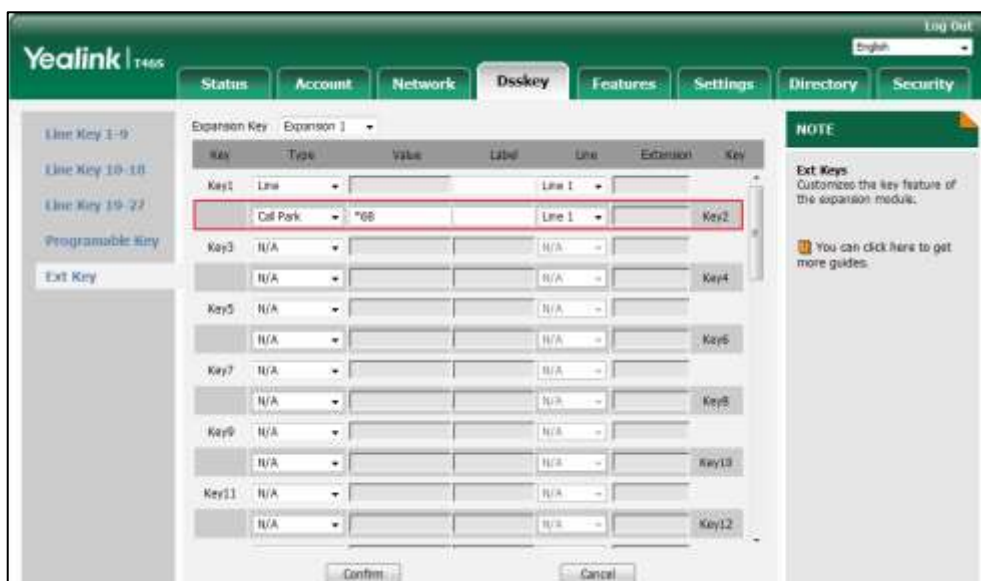 Log Out
Yealink T46S
English
Status Account Network Dsskey Features Settings Directory Security
Line Key 1-9
Line Key 10-18
Line Key 19-27
Programable Key
Ext Key
Expansion Key Expansion 1
Key Type Value Label Line Extension Key
Key1 Line Line 1
Call Park *68 Line 1 Key2
Key3 N/A N/A
N/A N/A Key4
Key5 N/A N/A
N/A N/A Key6
Key7 N/A N/A
N/A N/A Key8
Key9 N/A N/A
N/A N/A Key10
Key11 N/A N/A
N/A N/A Key12
Confirm Cancel
NOTE
Ext Keys
Customizes the key feature of
the expansion module.
You can click here to get
more guides.